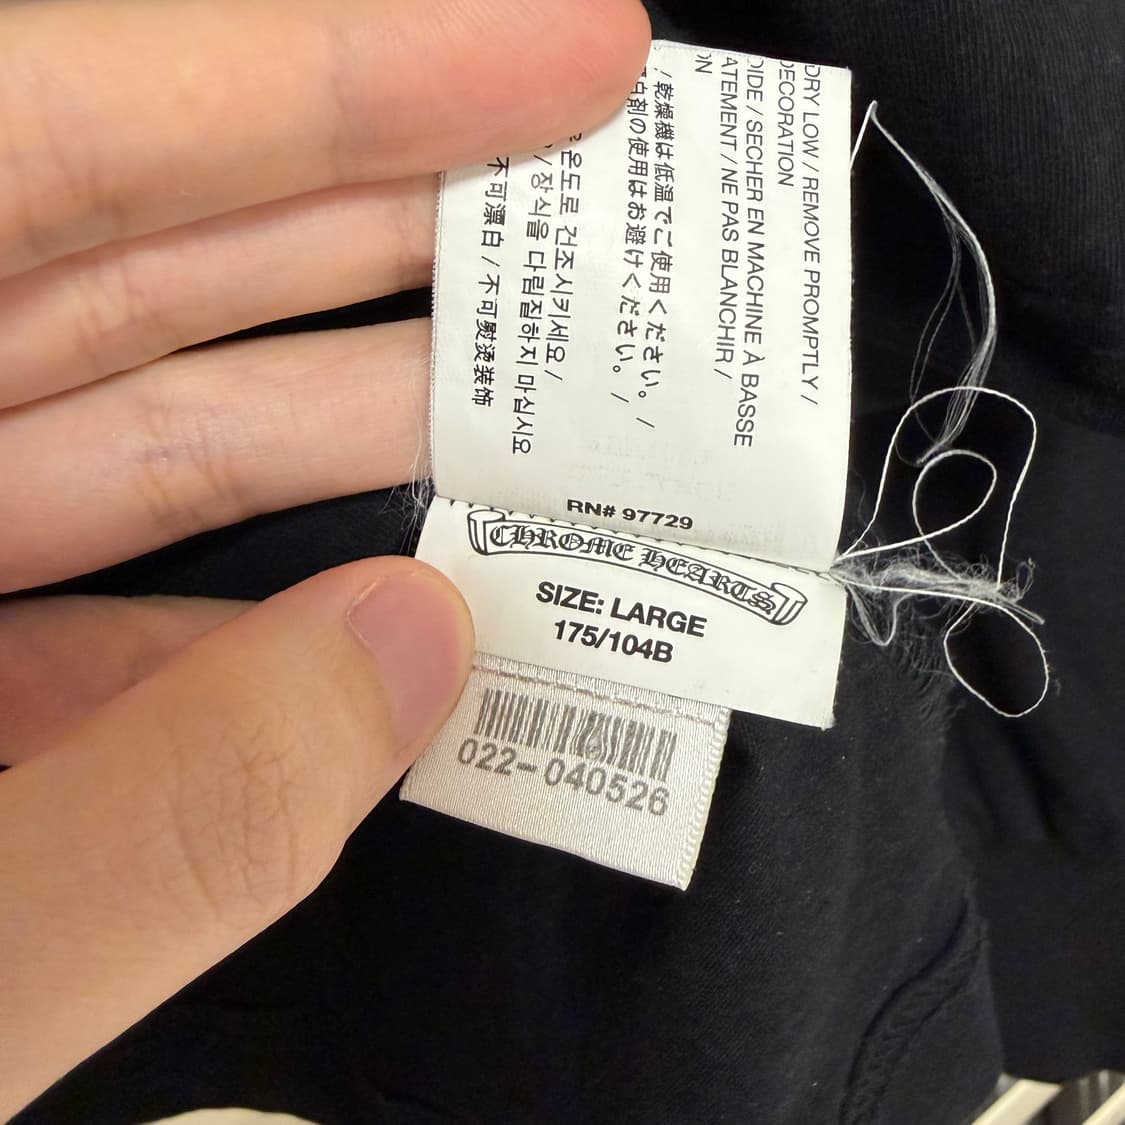 DRY LOW / REMOVE PROMPTLY /
DECORATION
/ SECHER EN MACHINE À BASSE
/ NE PAS BLANCHIR /
/ 乾燥機は低温でご使用ください。 /
白剤の使用はお避けください。 /
온도로 건조시키세요 /
/ 장식을 다림질하지 마십시오
不可漂白 / 不可熨烫装饰
RN# 97729
CHROME HEARTS
SIZE: LARGE
175/104B
022-040526